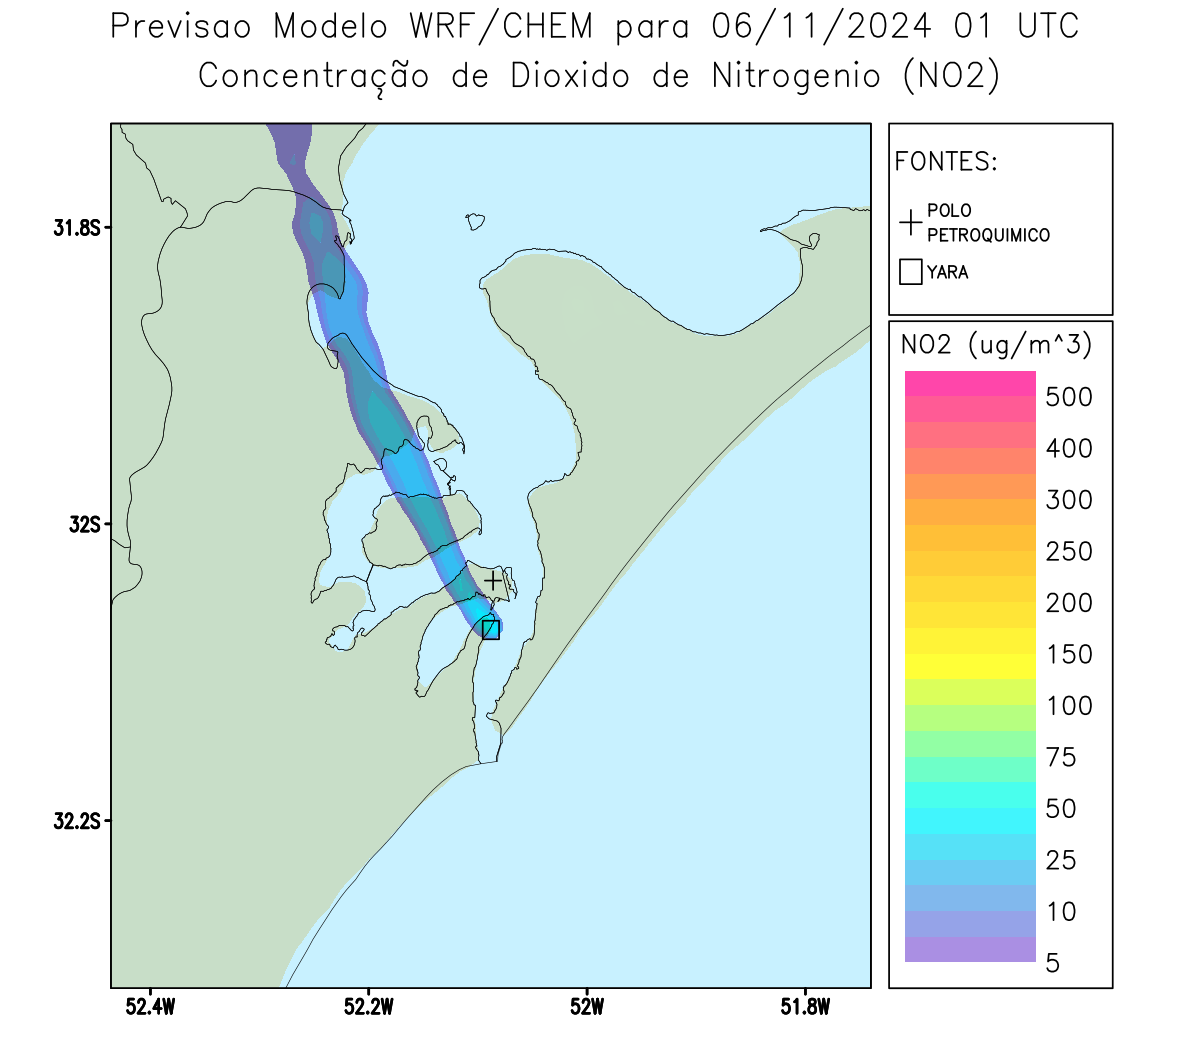 Previsao Modelo WRF/CHEM para 06/11/2024 01 UTC
Concentração de Dioxido de Nitrogenio (NO2)
FONTES:
POLO
PETROQUIMICO
YARA
NO2 (ug/m^3)
500
400
300
250
200
150
100
75
50
25
10
5
31.8S
32S
32.2S
52.4W
52.2W
52W
51.8W